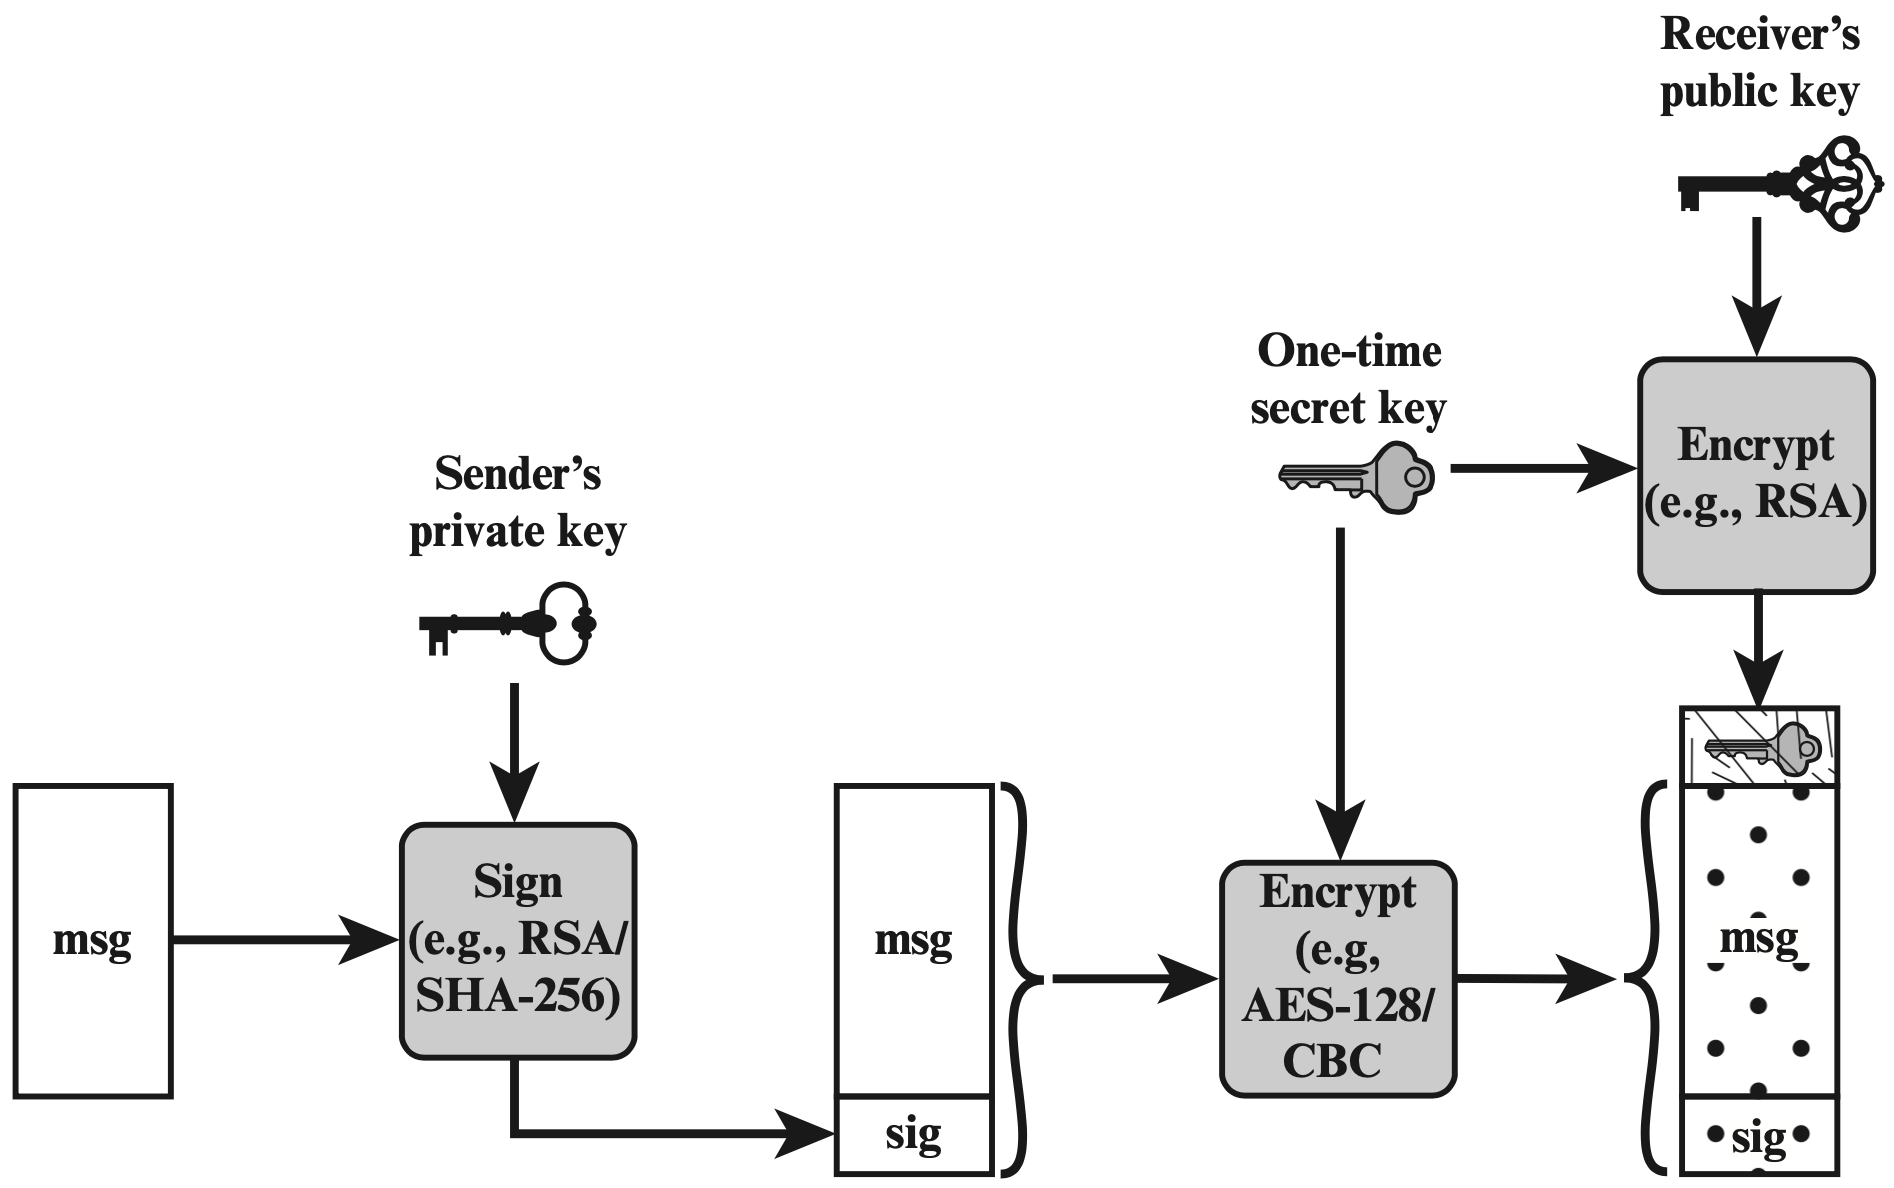 Receiver's
public key
One-time
secret key
Encrypt
(e.g., RSA)
Sender's
private key
msg
Sign
(e.g., RSA/
SHA-256)
msg
sig
Encrypt
(e.g,
AES-128/
CBC
msg
sig